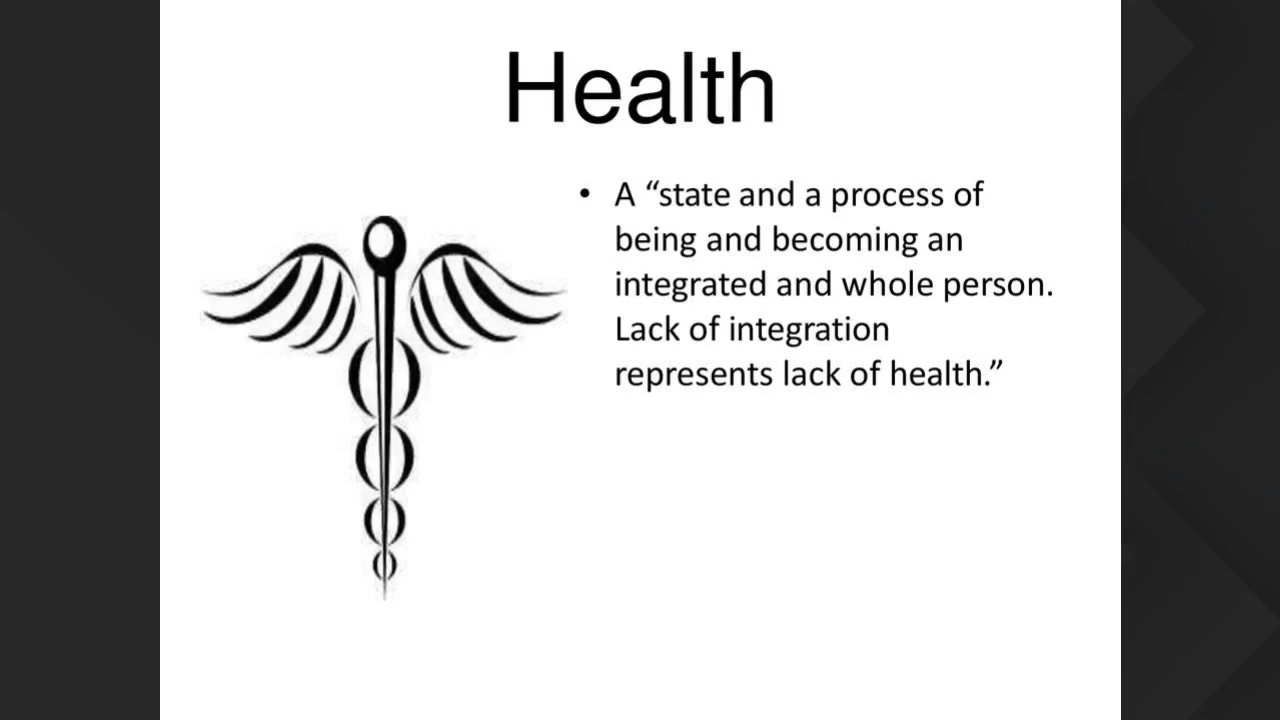 Health
• A “state and a process of
being and becoming an
integrated and whole person.
Lack of integration
represents lack of health.”